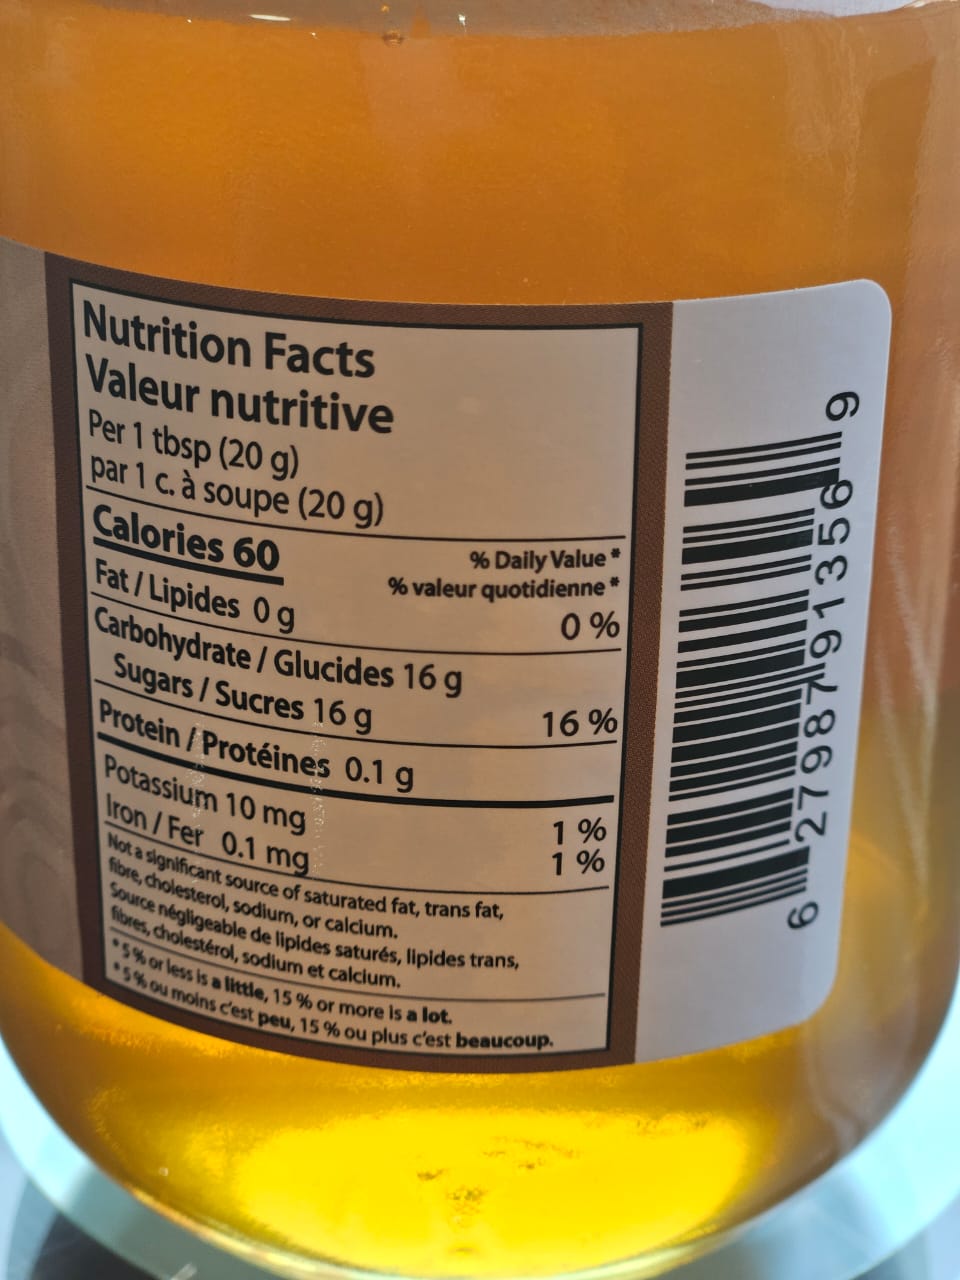 Nutrition Facts
Valeur nutritive
Per 1 tbsp (20 g)
par 1 c. à soupe (20 g)
Calories 60
% Daily Value *
% valeur quotidienne *
Fat / Lipides 0 g 0 %
Carbohydrate / Glucides 16 g
Sugars / Sucres 16 g 16 %
Protein / Protéines 0.1 g
Potassium 10 mg 1 %
Iron / Fer 0.1 mg 1 %
Not a significant source of saturated fat, trans fat,
fibre, cholesterol, sodium, or calcium.
Source négligeable de lipides saturés, lipides trans,
fibres, cholestérol, sodium et calcium.
* 5 % or less is a little, 15 % or more is a lot.
* 5 % ou moins c'est peu, 15 % ou plus c'est beaucoup.
6 27987 91356 9